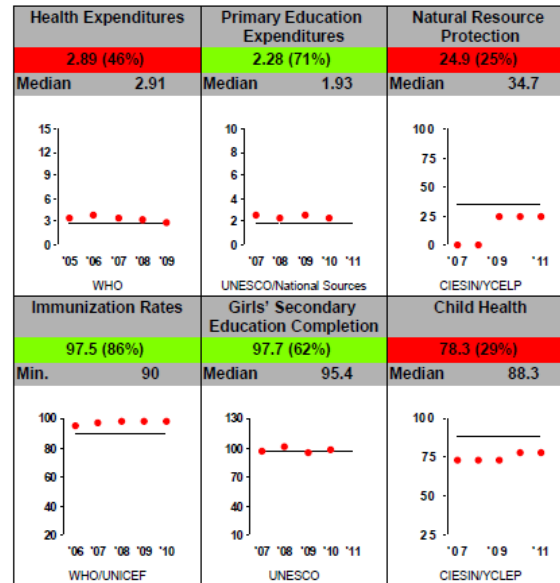 Health Expenditures
2.89 (46%)
Median 2.91
15
12
9
6
3
0
'05 '06 '07 '08 '09
WHO
Primary Education
Expenditures
2.28 (71%)
Median 1.93
10
8
6
4
2
0
'07 '08 '09 '10 '11
UNESCO/National Sources
Natural Resource
Protection
24.9 (25%)
Median 34.7
100
75
50
25
0
'07 '09 '11
CIESIN/YCELP
Immunization Rates
97.5 (86%)
Min. 90
100
80
60
40
20
'06 '07 '08 '09 '10
WHO/UNICEF
Girls' Secondary
Education Completion
97.7 (62%)
Median 95.4
130
100
70
40
10
'07 '08 '09 '10 '11
UNESCO
Child Health
78.3 (29%)
Median 88.3
100
75
50
25
'07 '09 '11
CIESIN/YCLEP